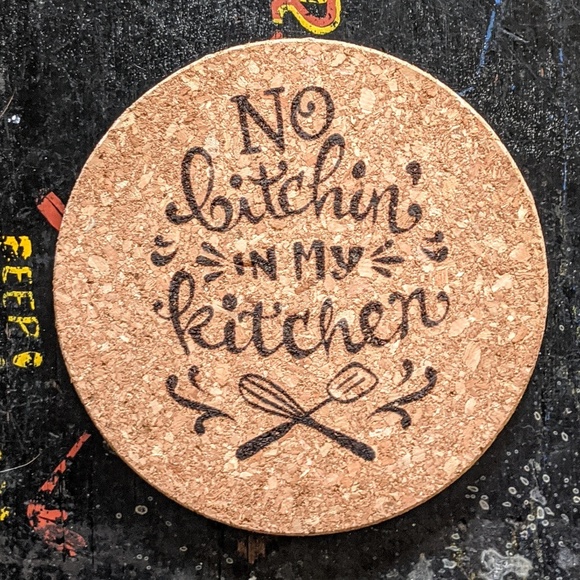 NO
bitchin'
IN MY
kitchen